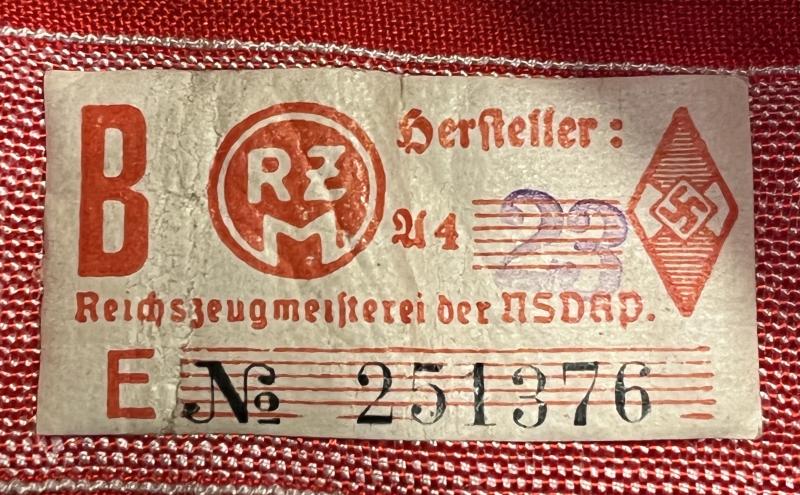 B RZM Hersteller:
A4 23
Reichszeugmeisterei der NSDAP.
E № 251376